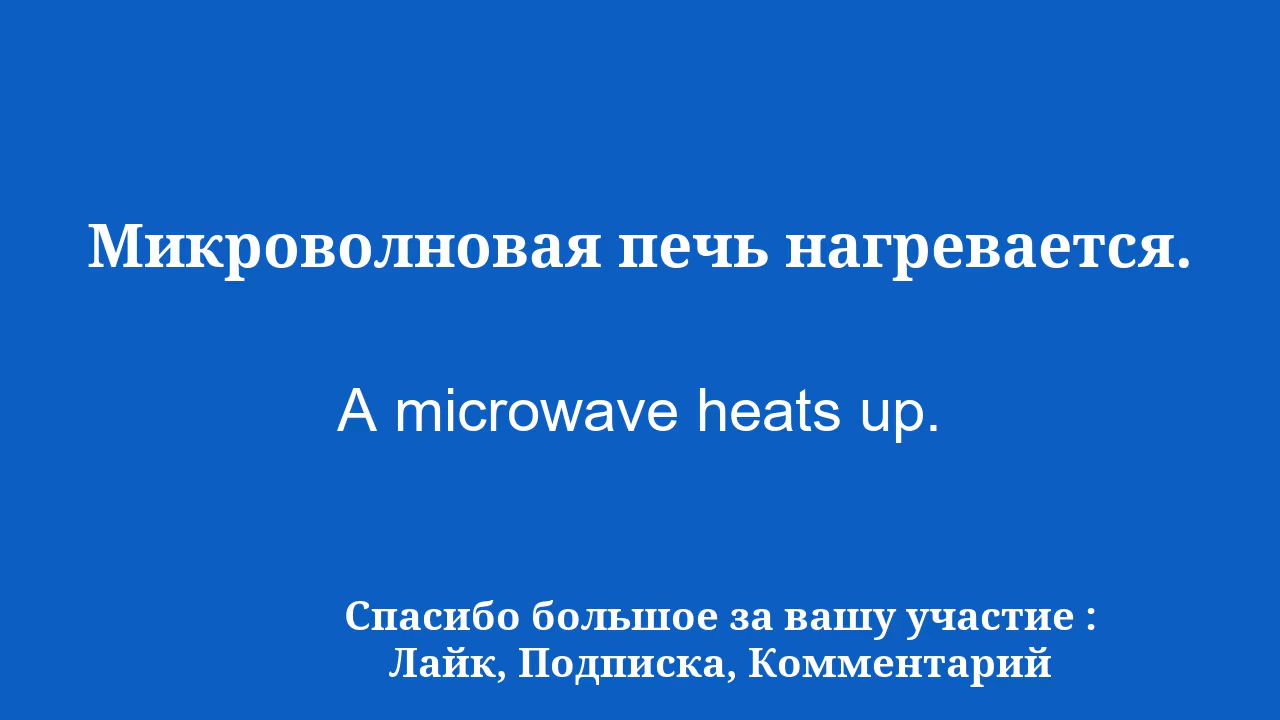 Микроволновая печь нагревается.
A microwave heats up.
Спасибо большое за вашу участие :
Лайк, Подписка, Комментарий